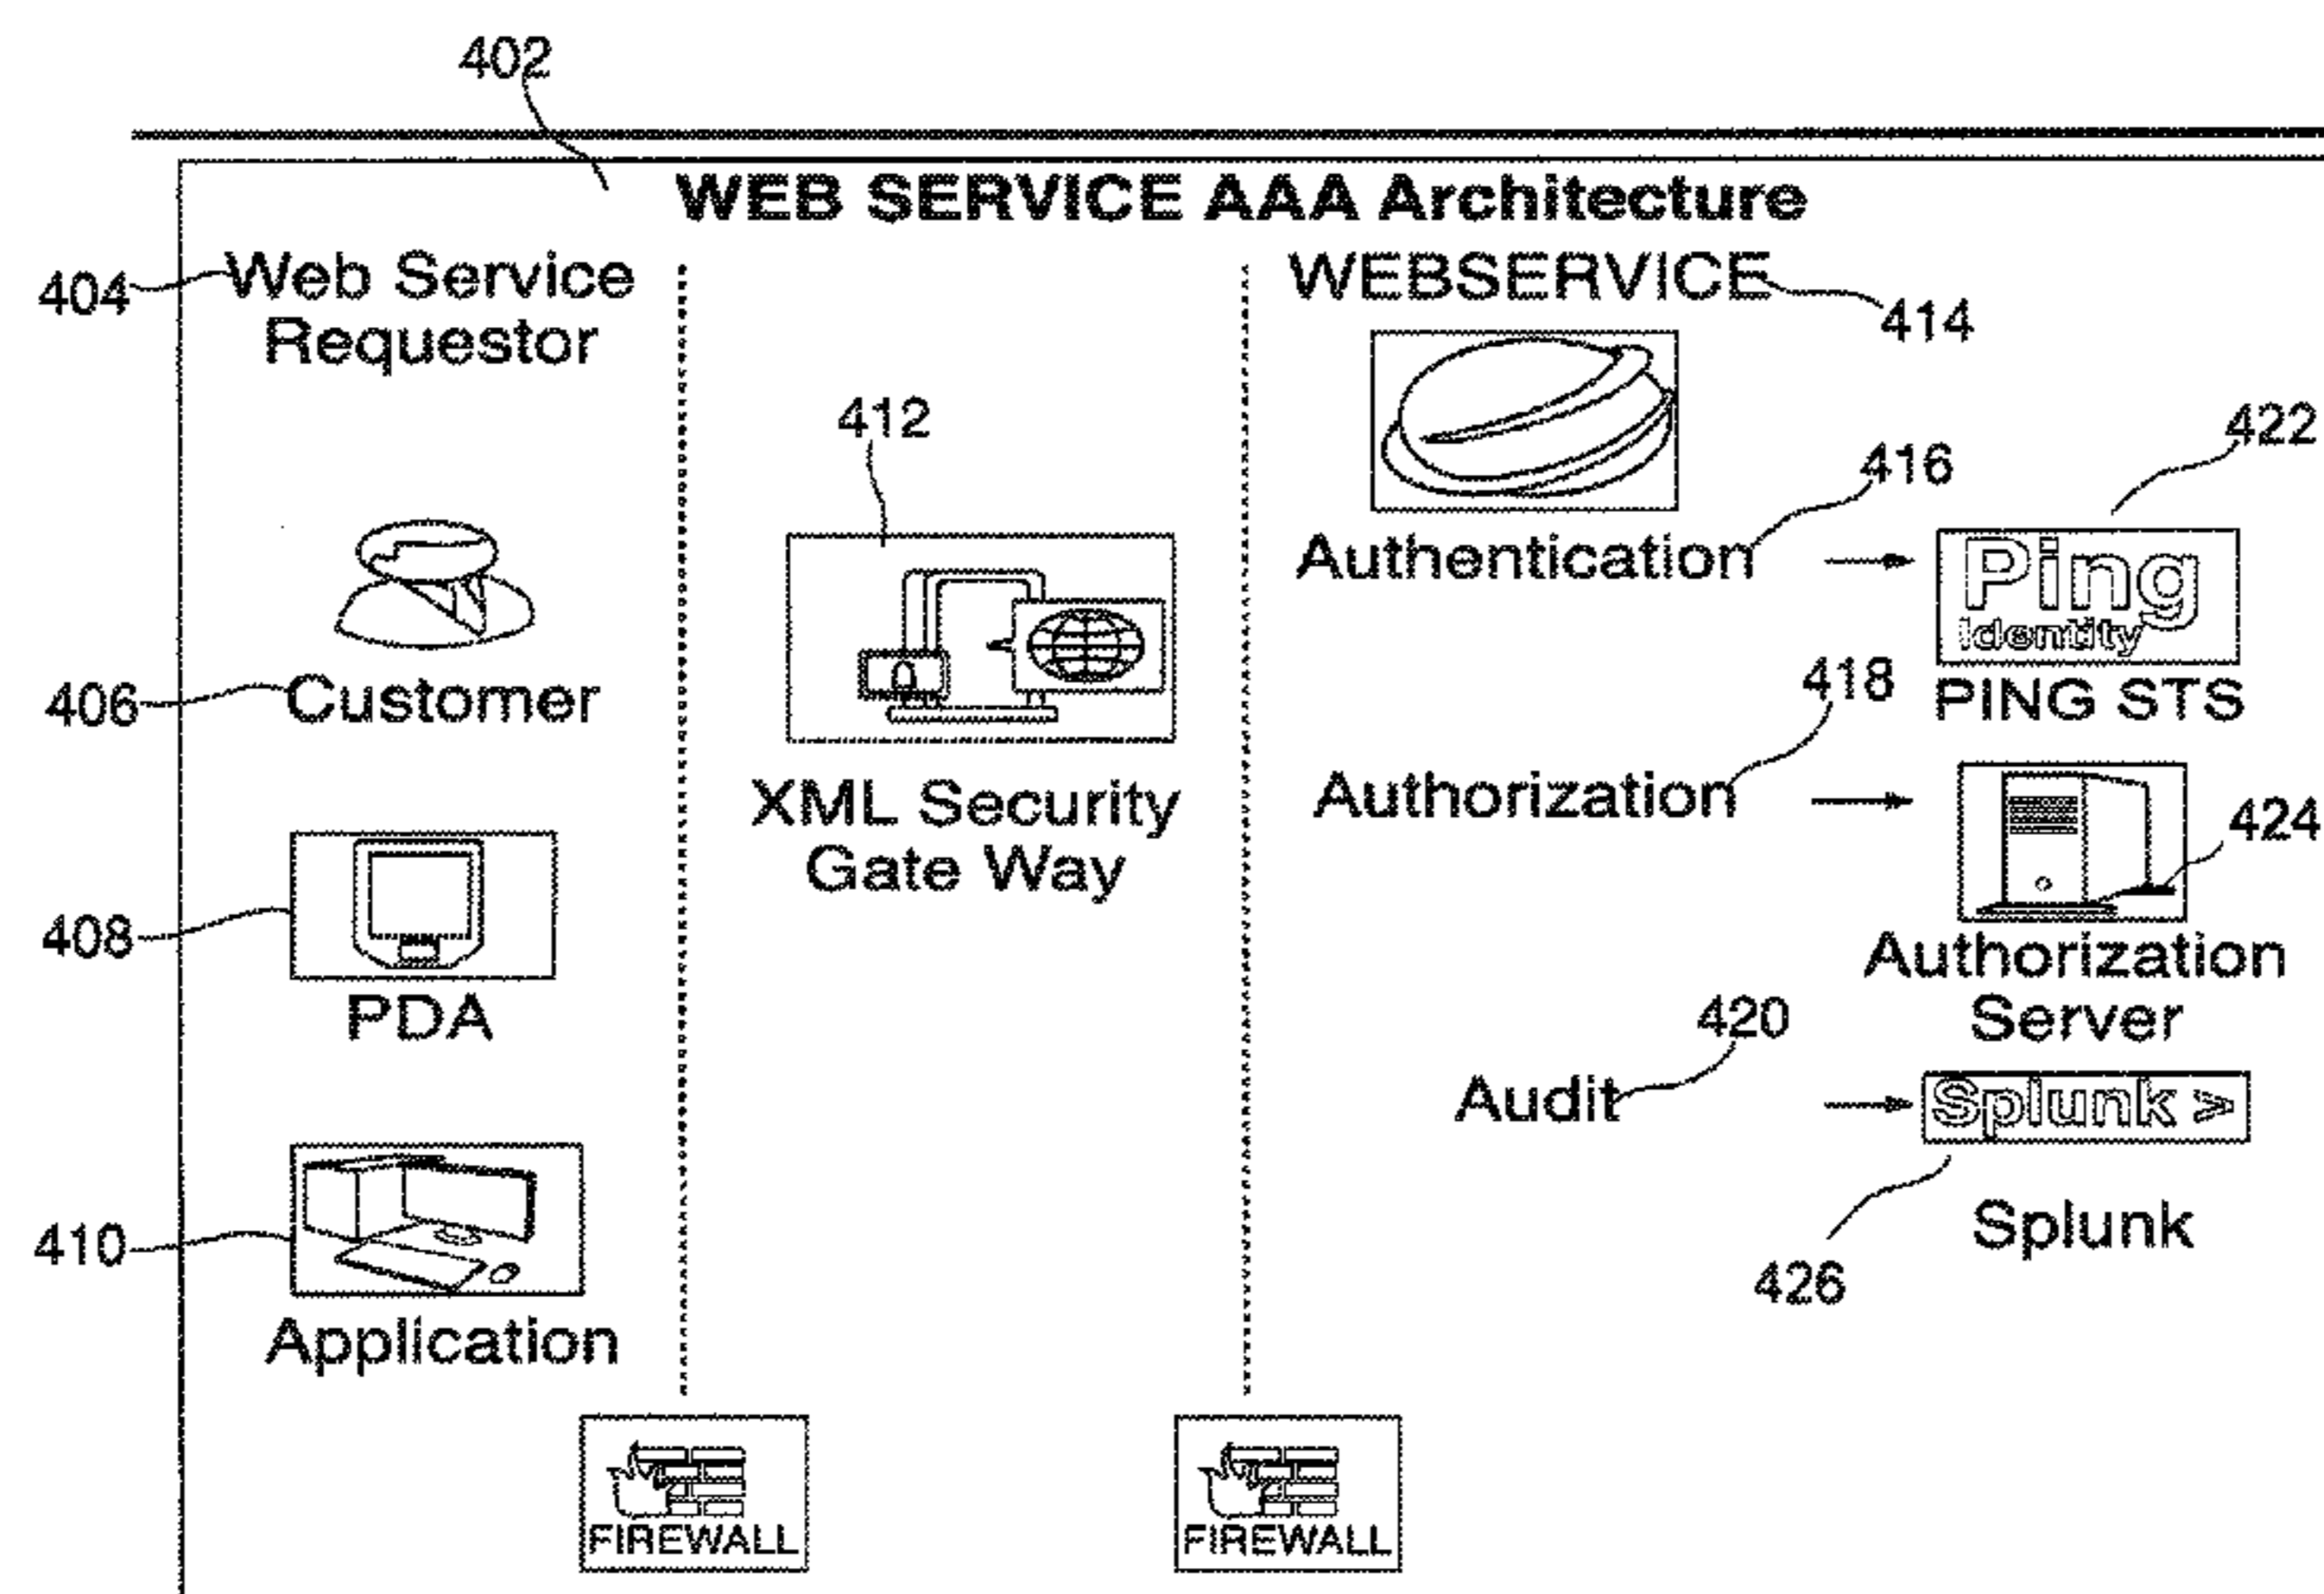 402
WEB SERVICE AAA Architecture
404
Web Service
Requestor
406
Customer
408
PDA
410
Application
412
XML Security
Gate Way
WEBSERVICE
414
Authentication
416
422
Ping
Identity
PING STS
Authorization
418
424
Authorization
Server
Audit
420
Splunk >
426
Splunk
FIREWALL
FIREWALL